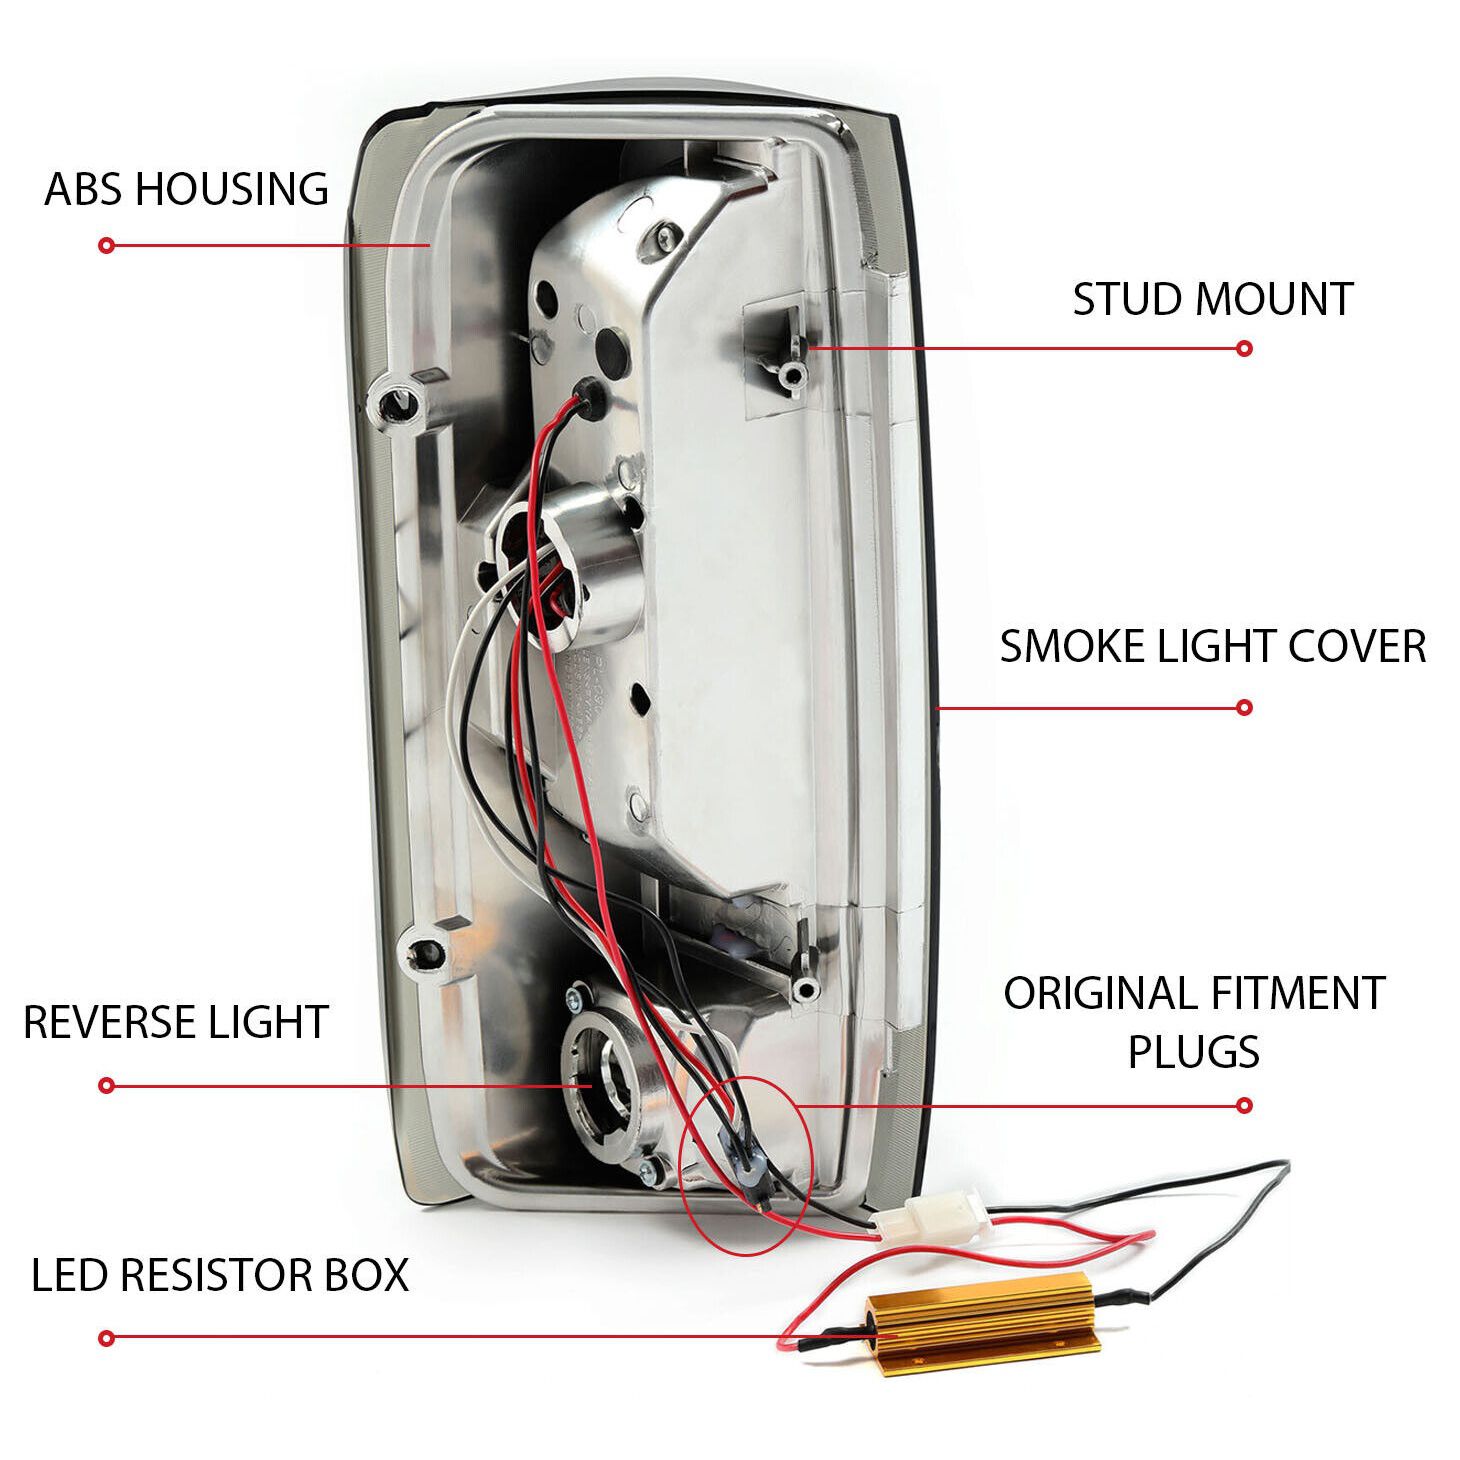 ABS HOUSING
STUD MOUNT
SMOKE LIGHT COVER
ORIGINAL FITMENT
PLUGS
REVERSE LIGHT
LED RESISTOR BOX